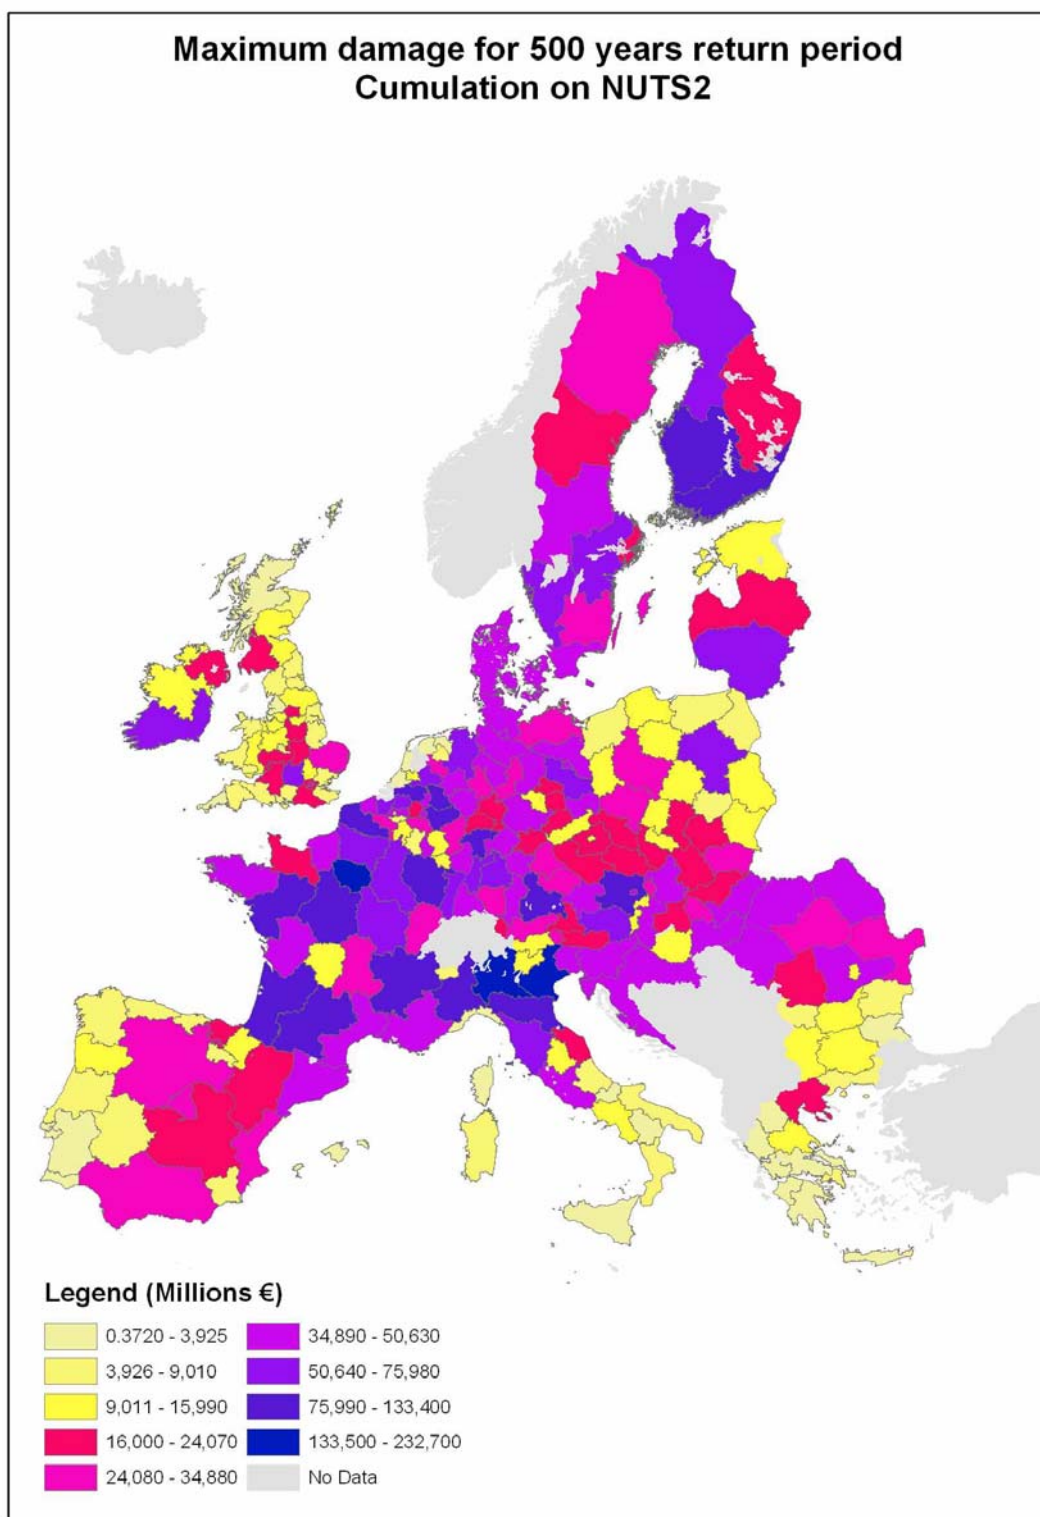 Maximum damage for 500 years return period
Cumulation on NUTS2
Legend (Millions €)
0.3720 - 3,925
3,926 - 9,010
9,011 - 15,990
16,000 - 24,070
24,080 - 34,880
34,890 - 50,630
50,640 - 75,980
75,990 - 133,400
133,500 - 232,700
No Data